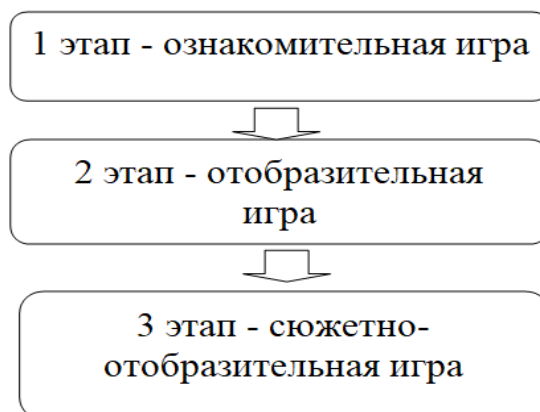 1 этап - ознакомительная игра
2 этап - отобразительная
игра
3 этап - сюжетно-
отобразительная игра